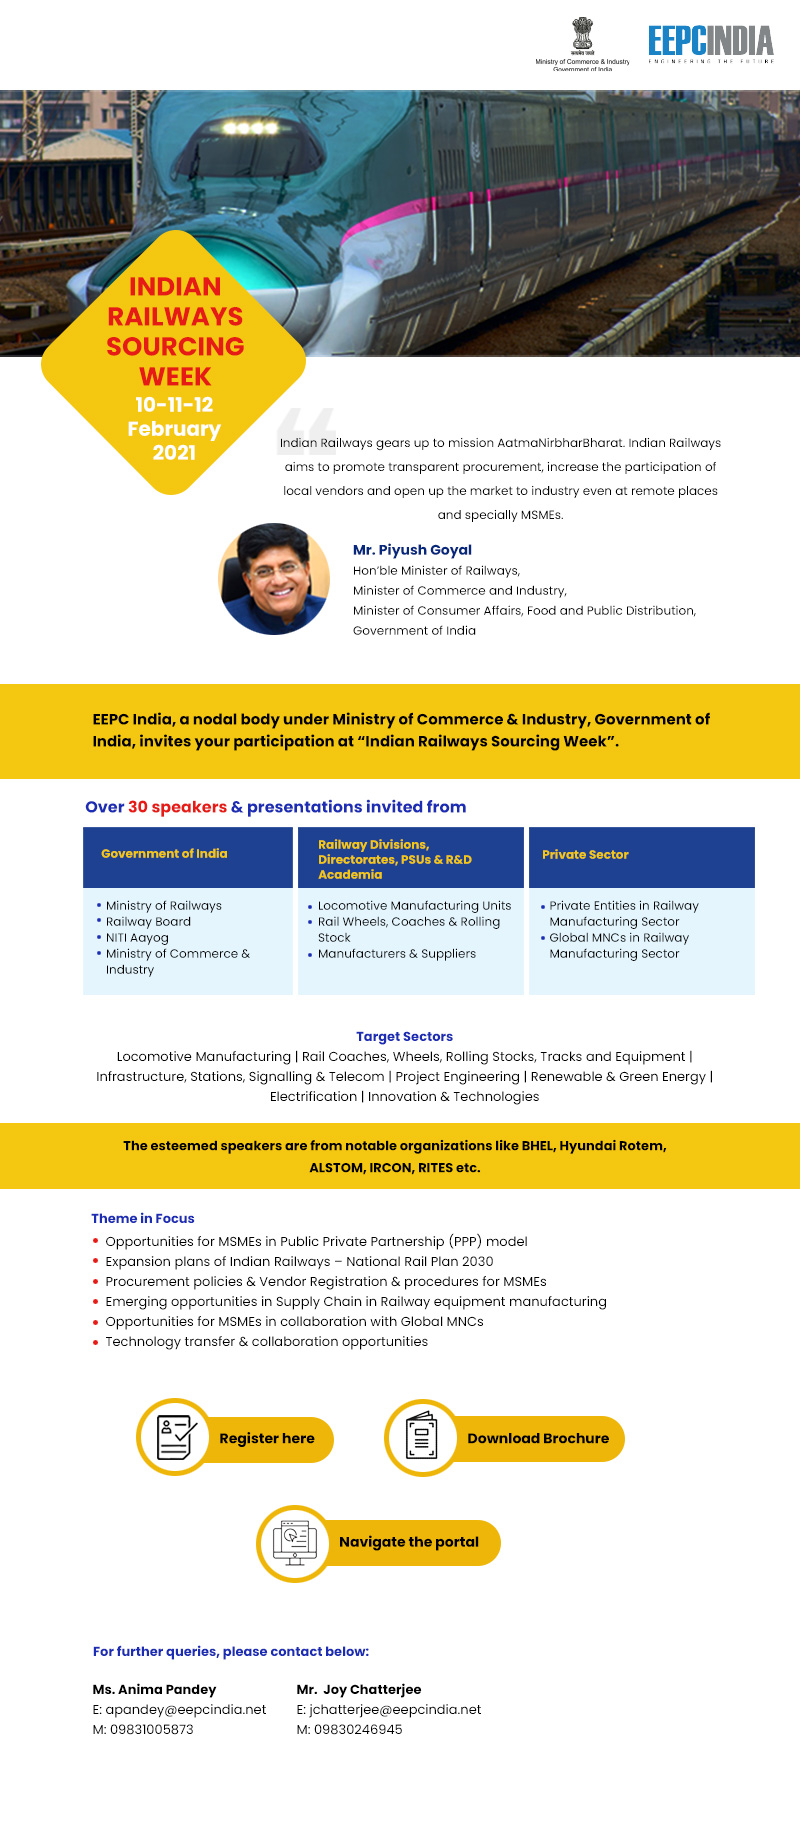 सत्यमेव जयते
Ministry of Commerce & Industry
Government of India
EEPCINDIA
ENGINEERING THE FUTURE
INDIAN
RAILWAYS
SOURCING
WEEK
10-11-12
February
2021
“
Indian Railways gears up to mission AatmaNirbharBharat. Indian Railways
aims to promote transparent procurement, increase the participation of
local vendors and open up the market to industry even at remote places
and specially MSMEs.
Mr. Piyush Goyal
Hon’ble Minister of Railways,
Minister of Commerce and Industry,
Minister of Consumer Affairs, Food and Public Distribution,
Government of India
EEPC India, a nodal body under Ministry of Commerce & Industry, Government of
India, invites your participation at “Indian Railways Sourcing Week”.
Over 30 speakers & presentations invited from
Government of India
• Ministry of Railways
• Railway Board
• NITI Aayog
• Ministry of Commerce &
Industry
Railway Divisions,
Directorates, PSUs & R&D
Academia
• Locomotive Manufacturing Units
• Rail Wheels, Coaches & Rolling
Stock
• Manufacturers & Suppliers
Private Sector
• Private Entities in Railway
Manufacturing Sector
• Global MNCs in Railway
Manufacturing Sector
Target Sectors
Locomotive Manufacturing | Rail Coaches, Wheels, Rolling Stocks, Tracks and Equipment |
Infrastructure, Stations, Signalling & Telecom | Project Engineering | Renewable & Green Energy |
Electrification | Innovation & Technologies
The esteemed speakers are from notable organizations like BHEL, Hyundai Rotem,
ALSTOM, IRCON, RITES etc.
Theme in Focus
• Opportunities for MSMEs in Public Private Partnership (PPP) model
• Expansion plans of Indian Railways – National Rail Plan 2030
• Procurement policies & Vendor Registration & procedures for MSMEs
• Emerging opportunities in Supply Chain in Railway equipment manufacturing
• Opportunities for MSMEs in collaboration with Global MNCs
• Technology transfer & collaboration opportunities
Register here
Download Brochure
Navigate the portal
For further queries, please contact below:
Ms. Anima Pandey
E: apandey@eepcindia.net
M: 09831005873
Mr. Joy Chatterjee
E: jchatterjee@eepcindia.net
M: 09830246945